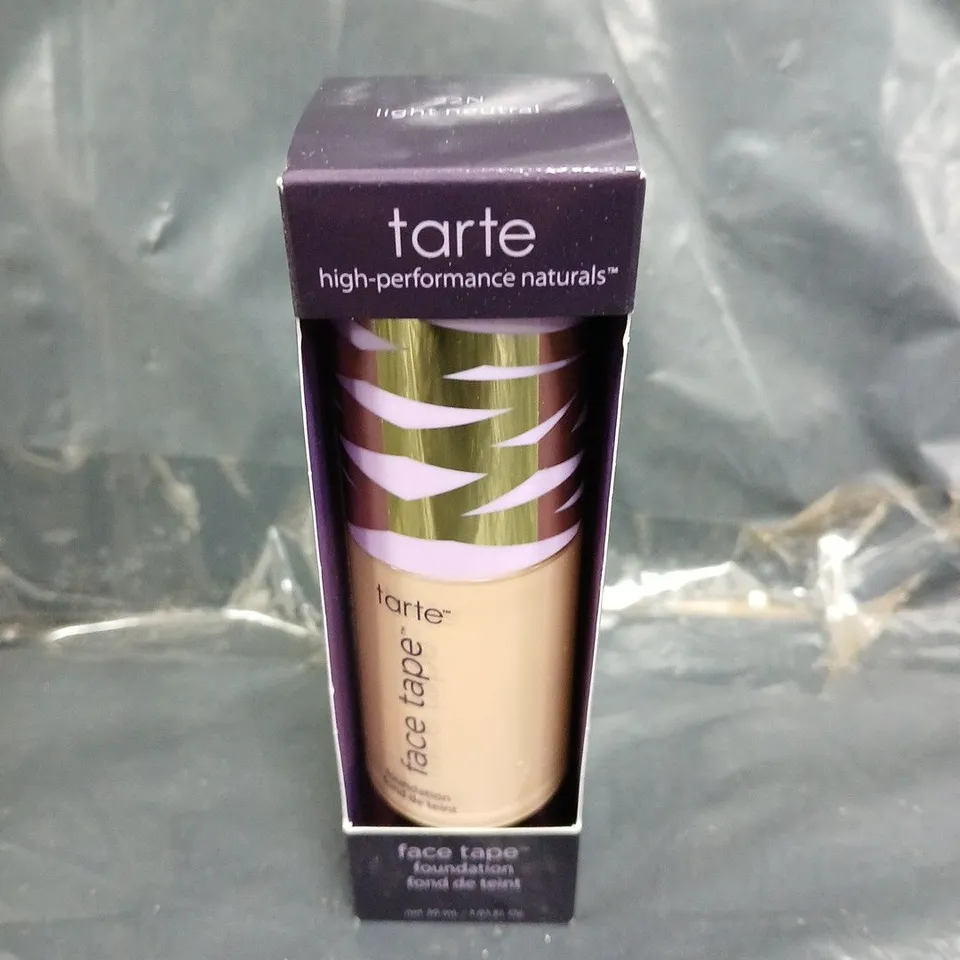 22N
light neutral
tarte
high-performance naturals™
tarte™
face tape™
foundation
fond de teint
face tape™
foundation
fond de teint